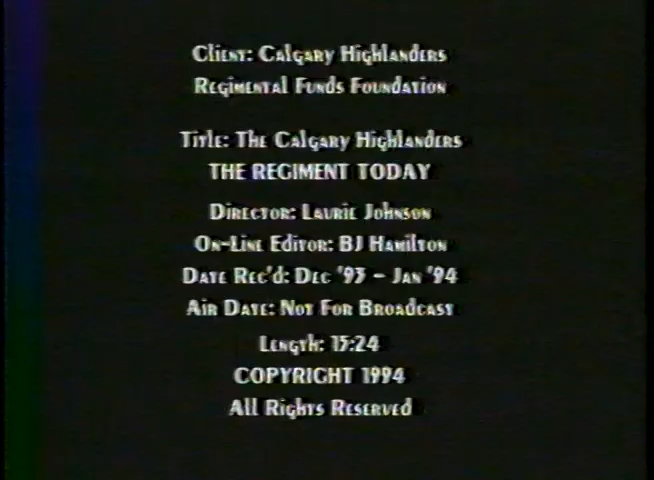 Client: Calgary Highlanders
Regimental Funds Foundation
Title: The Calgary Highlanders
THE REGIMENT TODAY
Director: Laurie Johnson
On-Line Editor: BJ Hamilton
Date Rec'd: Dec '93 - Jan '94
Air Date: Not For Broadcast
Length: 15:24
COPYRIGHT 1994
All Rights Reserved